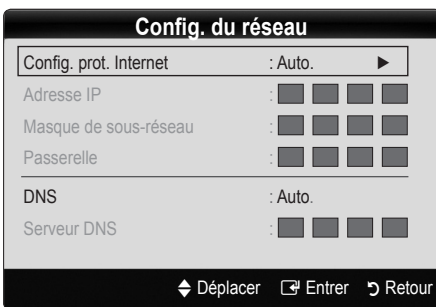 Config. du réseau
Config. prot. Internet : Auto. ►
Adresse IP :
Masque de sous-réseau :
Passerelle :
DNS : Auto.
Serveur DNS :
Déplacer Entrer Retour